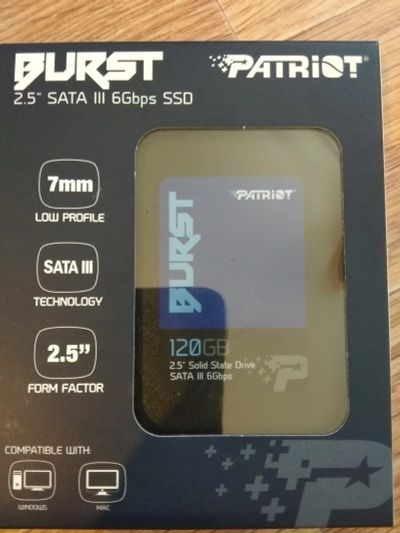 BURST
PATRIOT
2.5" SATA III 6Gbps SSD
7mm
LOW PROFILE
SATA III
TECHNOLOGY
2.5"
FORM FACTOR
PATRIOT
BURST
120GB
2.5" Solid State Drive
SATA III 6Gbps
COMPATIBLE WITH:
WINDOWS
MAC